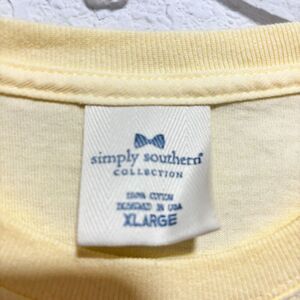 simply southern®
COLLECTION
100% COTTON
DESIGNED IN USA
XLARGE